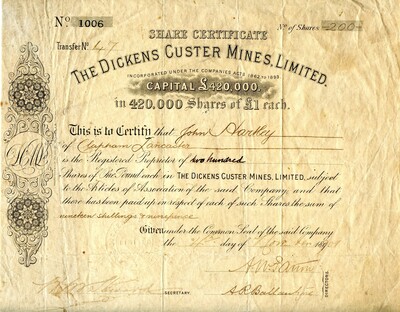 No. 1006
SHARE CERTIFICATE
No of Shares -200-
Transfer No 47
THE DICKENS CUSTER MINES, LIMITED.
INCORPORATED UNDER THE COMPANIES ACTS 1862 TO 1893.
CAPITAL £420,000,
in 420,000 Shares of £1 each.
This is to Certify that John Harkey
of Clapham Lancaster
is the Registered Proprietor of two hundred
Shares of One Pound each in THE DICKENS CUSTER MINES, LIMITED, subject
to the Articles of Association of the said Company, and that
there has been paid up in respect of each of such Shares the sum of
nineteen shillings & ninepence
Given under the Common Seal of the said Company
the day of 189
SECRETARY.
A R Ballantine
DIRECTORS.